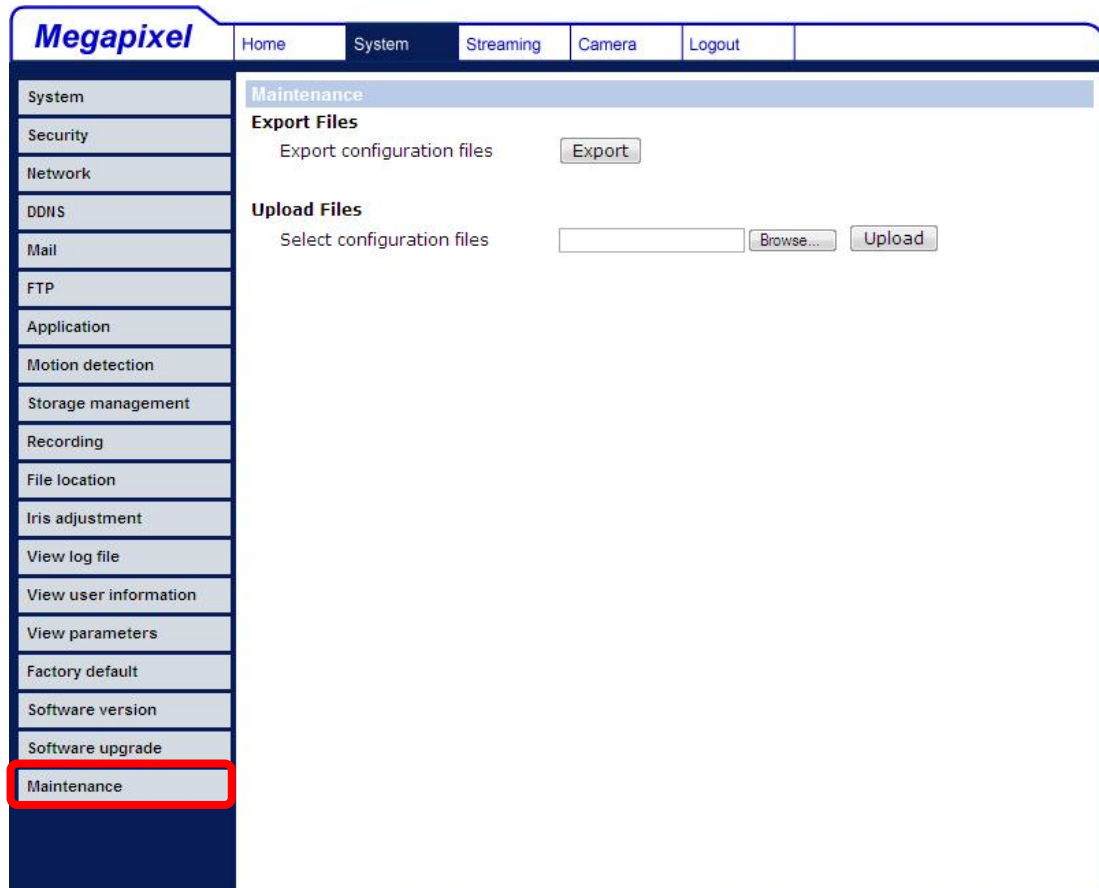 Megapixel
Home System Streaming Camera Logout
System
Security
Network
DDNS
Mail
FTP
Application
Motion detection
Storage management
Recording
File location
Iris adjustment
View log file
View user information
View parameters
Factory default
Software version
Software upgrade
Maintenance
Maintenance
Export Files
Export configuration files Export
Upload Files
Select configuration files Browse... Upload